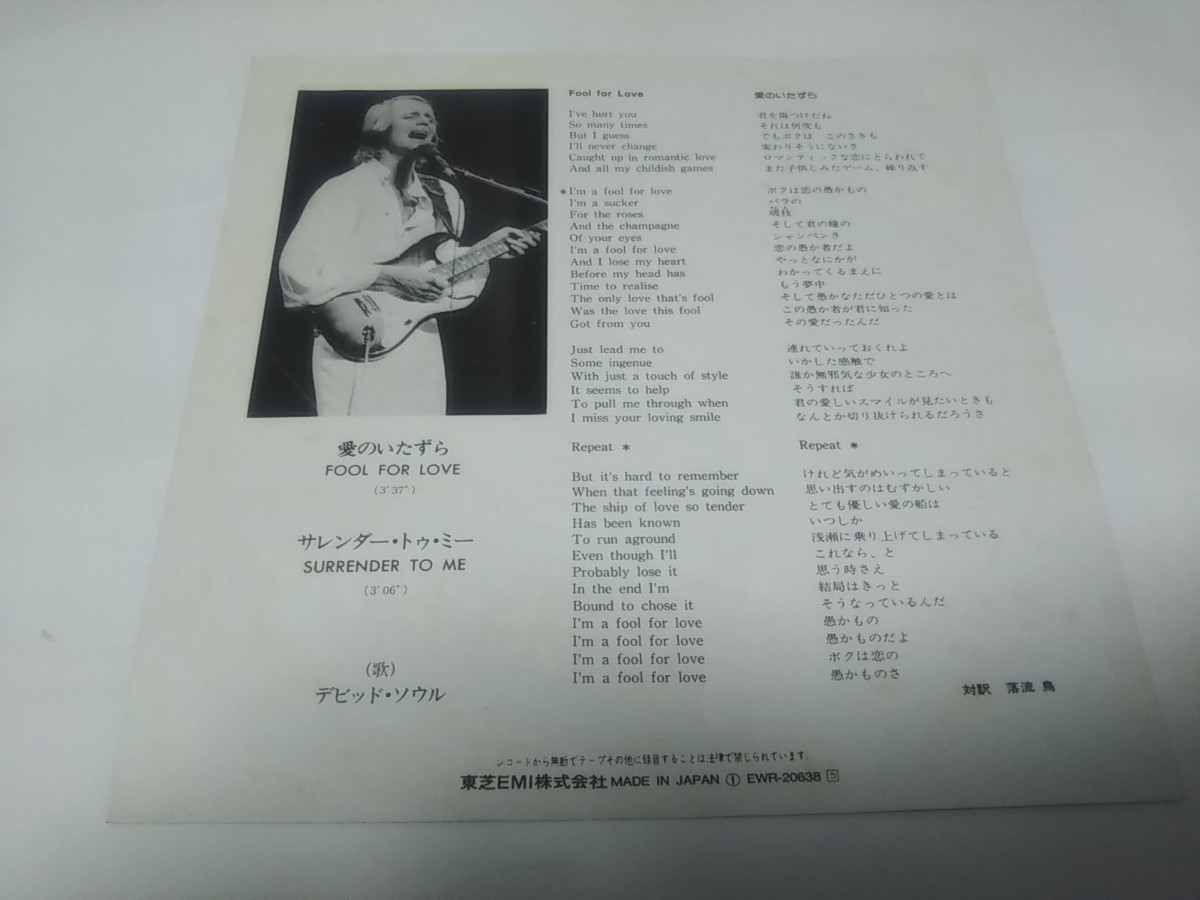 愛のいたずら
FOOL FOR LOVE
(3'37")
サレンダー・トゥ・ミー
SURRENDER TO ME
(3'06")
(歌)
デビッド・ソウル
Fool for Love
I've hurt you
So many times
But I guess
I'll never change
Caught up in romantic love
And all my childish games
*I'm a fool for love
I'm a sucker
For the roses
And the champagne
Of your eyes
I'm a fool for love
And I lose my heart
Before my head has
Time to realise
The only love that's fool
Was the love this fool
Got from you
Just lead me to
Some ingenue
With just a touch of style
It seems to help
To pull me through when
I miss your loving smile
Repeat *
But it's hard to remember
When that feeling's going down
The ship of love so tender
Has been known
To run aground
Even though I'll
Probably lose it
In the end I'm
Bound to chose it
I'm a fool for love
I'm a fool for love
I'm a fool for love
I'm a fool for love
愛のいたずら
君を傷つけたね
それは何度も
でもボクは このさきも
変わりそうにないさ
ロマンティックな恋にとらわれて
また子供じみたゲーム、繰り返す
ボクは恋の愚かもの
バラの
吸枝
そして君の瞳の
シャンペンさ
恋の愚か者だよ
やっとなにかが
わかってくるまえに
もう夢中
そして愚かなただひとつの愛とは
この愚か者が君に知った
その愛だったんだ
連れていっておくれよ
いかした感触で
誰か無邪気な少女のところへ
そうすれば
君の愛しいスマイルが見たいときも
なんとか切り抜けられるだろうさ
Repeat *
けれど気がめいってしまっていると
思い出すのはむずかしい
とても優しい愛の船は
いつしか
浅瀬に乗り上げてしまっている
これなら、と
思う時さえ
結局はきっと
そうなっているんだ
愚かもの
愚かものだよ
ボクは恋の
愚かものさ
対訳 落流 鳥
レコードから無断でテープその他に録音することは法律で禁じられています。
東芝EMI株式会社 MADE IN JAPAN Ⓘ EWR-20638 S